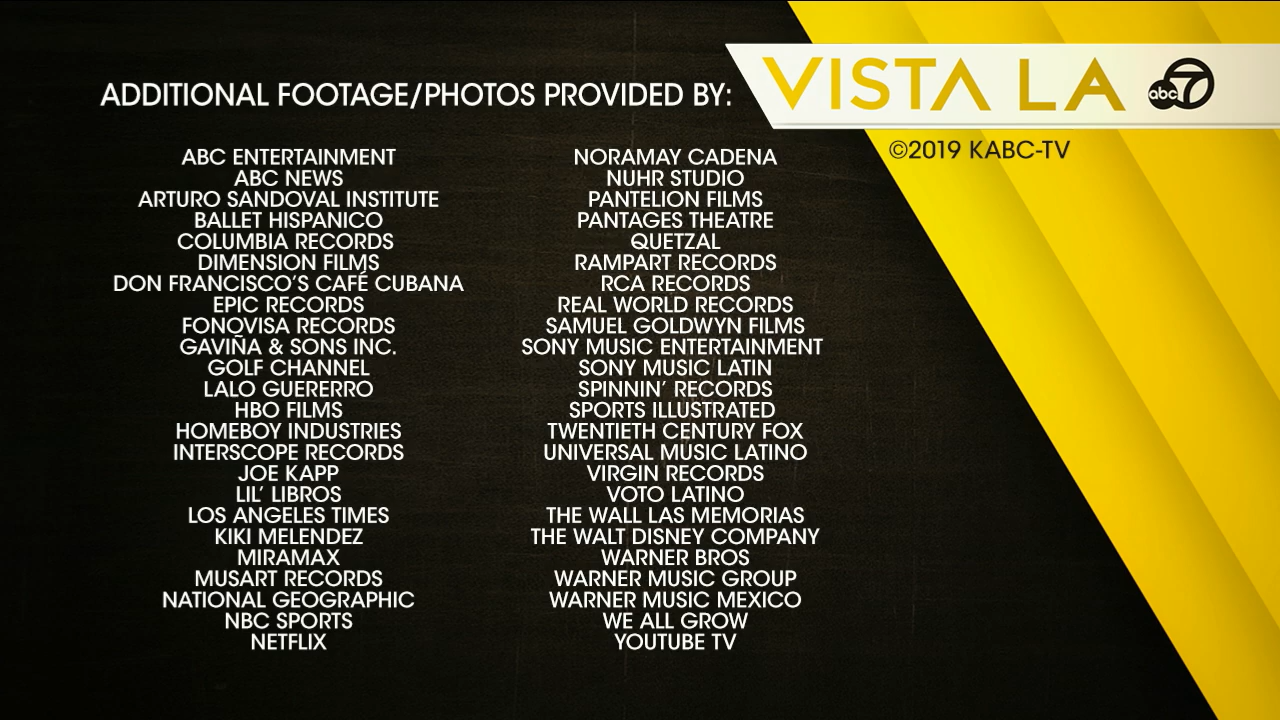 VISTA LA
abc 7
©2019 KABC-TV
ADDITIONAL FOOTAGE/PHOTOS PROVIDED BY:
ABC ENTERTAINMENT
ABC NEWS
ARTURO SANDOVAL INSTITUTE
BALLET HISPANICO
COLUMBIA RECORDS
DIMENSION FILMS
DON FRANCISCO'S CAFÉ CUBANA
EPIC RECORDS
FONOVISA RECORDS
GAVIÑA & SONS INC.
GOLF CHANNEL
LALO GUERERRO
HBO FILMS
HOMEBOY INDUSTRIES
INTERSCOPE RECORDS
JOE KAPP
LIL' LIBROS
LOS ANGELES TIMES
KIKI MELENDEZ
MIRAMAX
MUSART RECORDS
NATIONAL GEOGRAPHIC
NBC SPORTS
NETFLIX
NORAMAY CADENA
NUHR STUDIO
PANTELION FILMS
PANTAGES THEATRE
QUETZAL
RAMPART RECORDS
RCA RECORDS
REAL WORLD RECORDS
SAMUEL GOLDWYN FILMS
SONY MUSIC ENTERTAINMENT
SONY MUSIC LATIN
SPINNIN' RECORDS
SPORTS ILLUSTRATED
TWENTIETH CENTURY FOX
UNIVERSAL MUSIC LATINO
VIRGIN RECORDS
VOTO LATINO
THE WALL LAS MEMORIAS
THE WALT DISNEY COMPANY
WARNER BROS
WARNER MUSIC GROUP
WARNER MUSIC MEXICO
WE ALL GROW
YOUTUBE TV